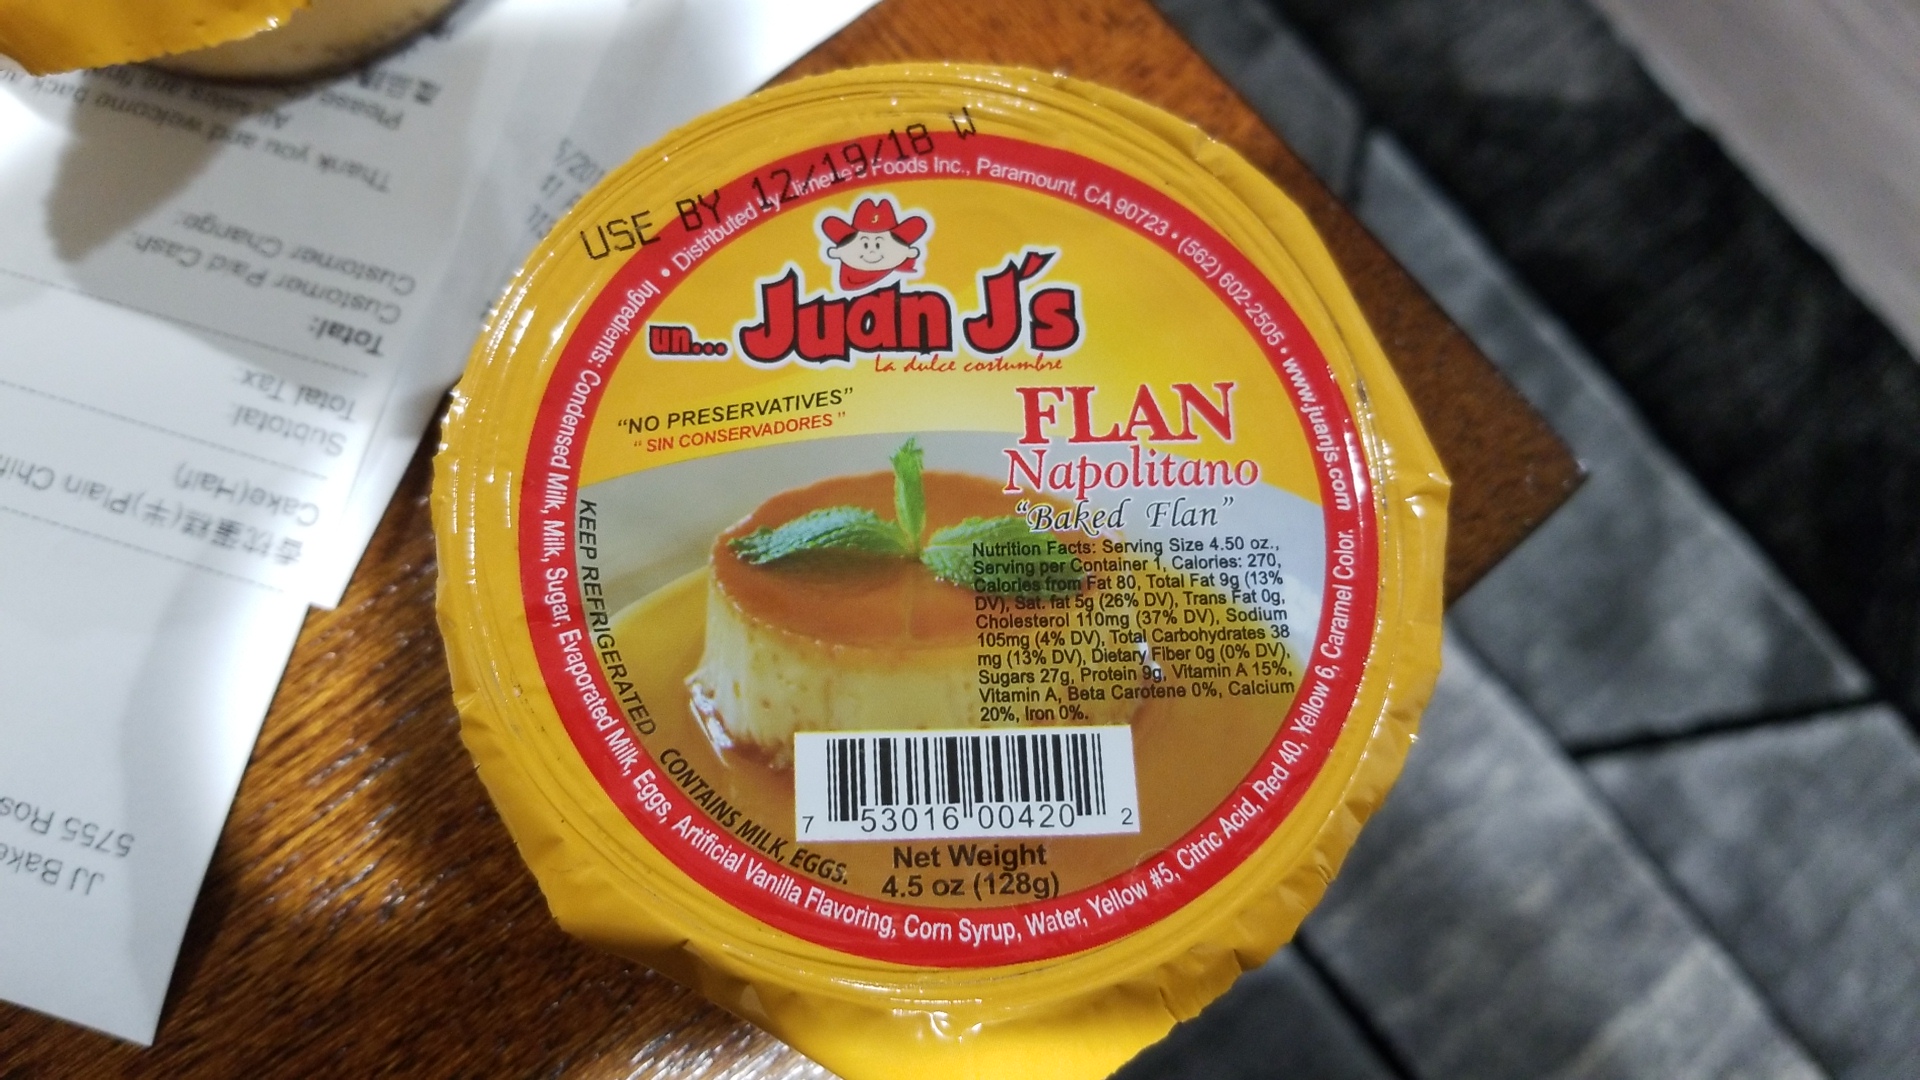 USE BY 12/19/18 W
• Distributed by Jimene's Foods Inc., Paramount, CA 90723 • (562) 602-2505 • www.juanjs.com
un... Juan J's
La dulce costumbre
"NO PRESERVATIVES"
"SIN CONSERVADORES"
FLAN
Napolitano
"Baked Flan"
Nutrition Facts: Serving Size 4.50 oz.,
Serving per Container 1, Calories: 270,
Calories from Fat 80, Total Fat 9g (13%
DV), Sat. fat 5g (26% DV), Trans Fat 0g,
Cholesterol 110mg (37% DV), Sodium
105mg (4% DV), Total Carbohydrates 38
mg (13% DV), Dietary Fiber 0g (0% DV),
Sugars 27g, Protein 9g, Vitamin A 15%,
Vitamin A, Beta Carotene 0%, Calcium
20%, Iron 0%.
KEEP REFRIGERATED CONTAINS MILK, EGGS.
7 53016 00420 2
Net Weight
4.5 oz (128g)
Ingredients: Condensed Milk, Milk, Sugar, Evaporated Milk, Eggs, Artificial Vanilla Flavoring, Corn Syrup, Water, Yellow #5, Citric Acid, Red 40, Yellow 6, Caramel Color.
JJ
5755
Cake(Half)
Subtotal:
Total Tax:
Total:
Customer Paid Cash:
Customer Change:
Thank you and welcome back
Please